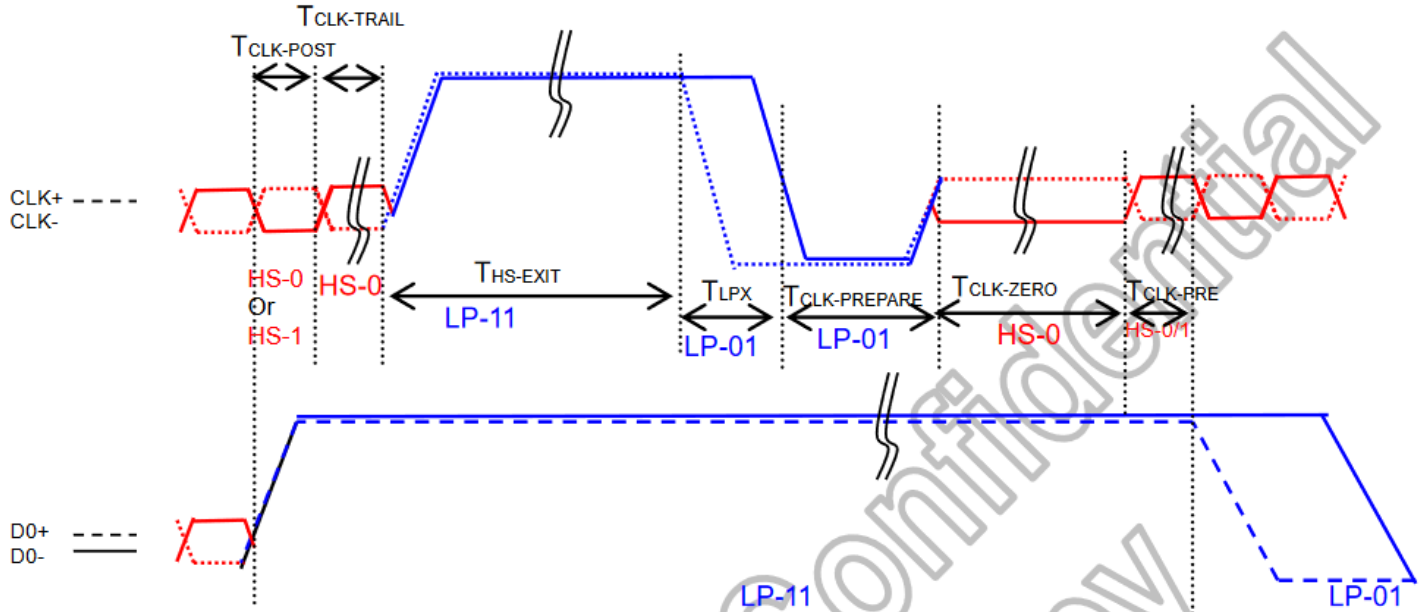 TCLK-TRAIL
TCLK-POST
CLK+
CLK-
HS-0
Or
HS-1
HS-0
THS-EXIT
LP-11
TLPX
LP-01
TCLK-PREPARE
LP-01
TCLK-ZERO
HS-0
TCLK-PRE
HS-0/1
D0+
D0-
LP-11
LP-01
Confidential